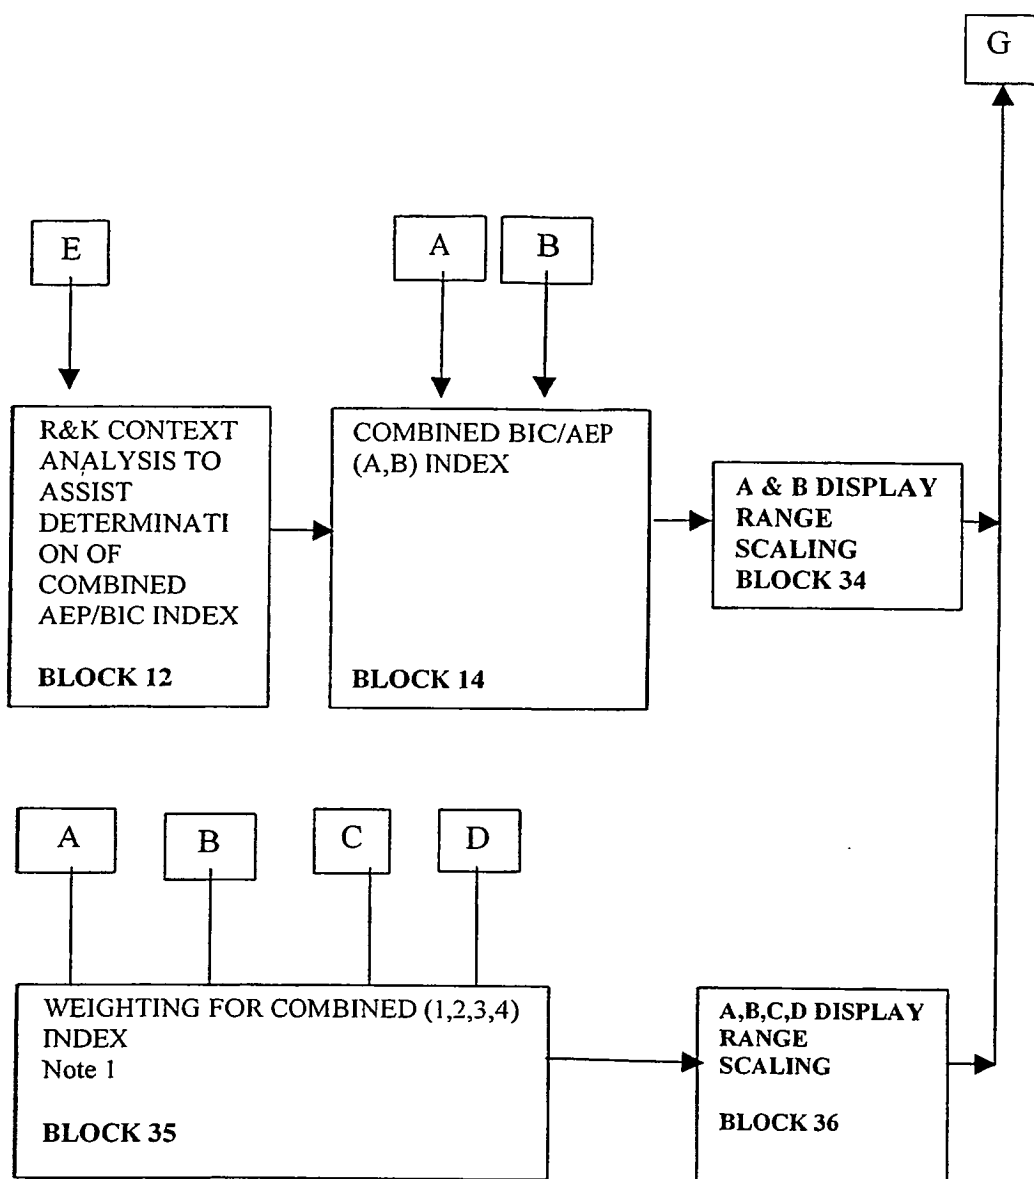 G
E
A
B
R&K CONTEXT
ANALYSIS TO
ASSIST
DETERMINATI
ON OF
COMBINED
AEP/BIC INDEX
BLOCK 12
COMBINED BIC/AEP
(A,B) INDEX
BLOCK 14
A & B DISPLAY
RANGE
SCALING
BLOCK 34
A
B
C
D
WEIGHTING FOR COMBINED (1,2,3,4)
INDEX
Note 1
BLOCK 35
A,B,C,D DISPLAY
RANGE
SCALING
BLOCK 36